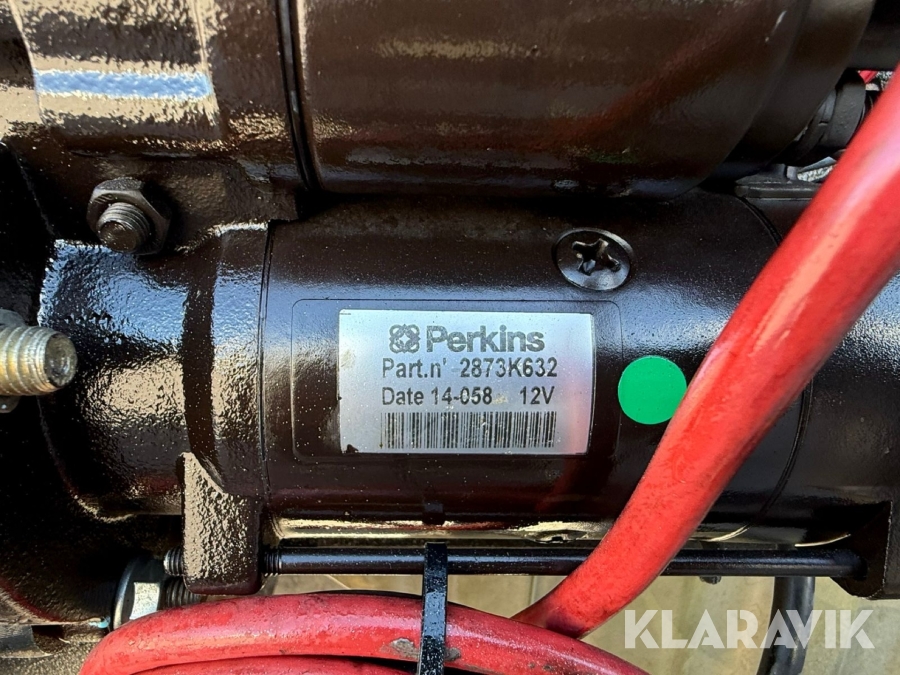 Perkins
Part.n' 2873K632
Date 14-058 12V
KLARAVIK